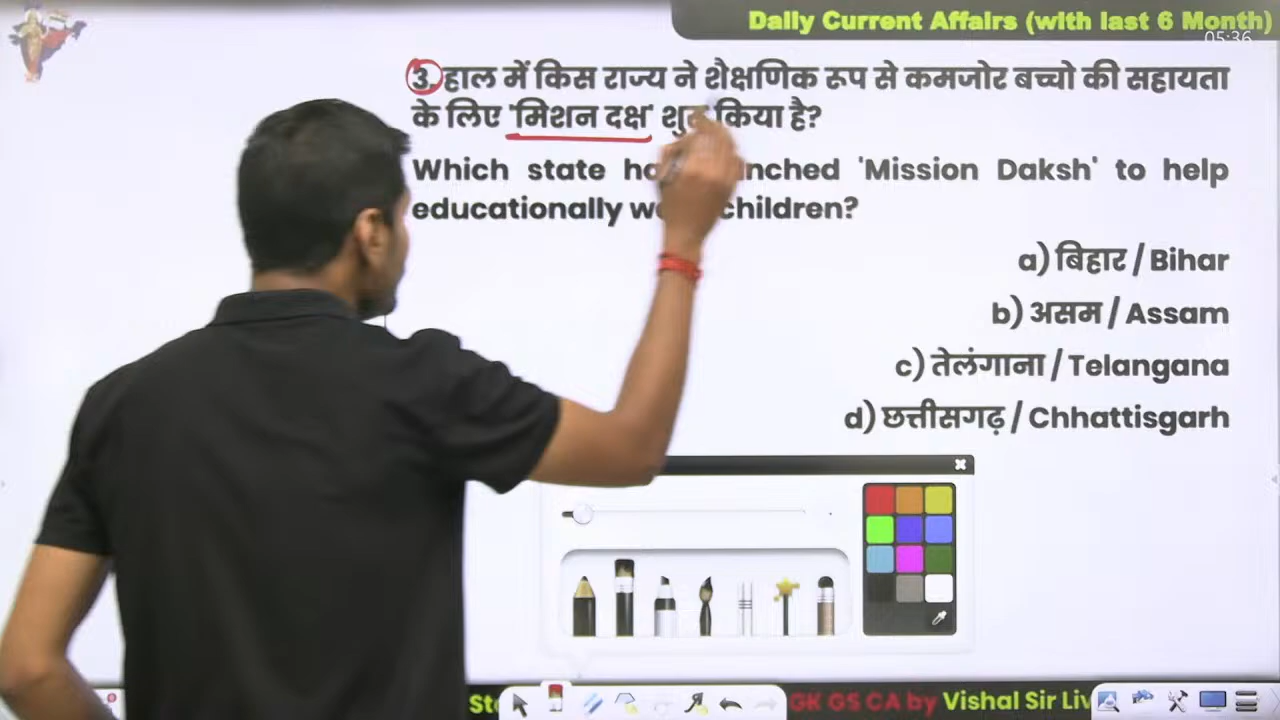 Daily Current Affairs (with last 6 Month)
05:36
3. हाल में किस राज्य ने शैक्षणिक रूप से कमजोर बच्चो की सहायता
के लिए 'मिशन दक्ष' किया है?
Which state 'Mission Daksh' to help
educationally children?
a) बिहार / Bihar
b) असम / Assam
c) तेलंगाना / Telangana
d) छत्तीसगढ़ / Chhattisgarh
GK GS CA by Vishal Sir